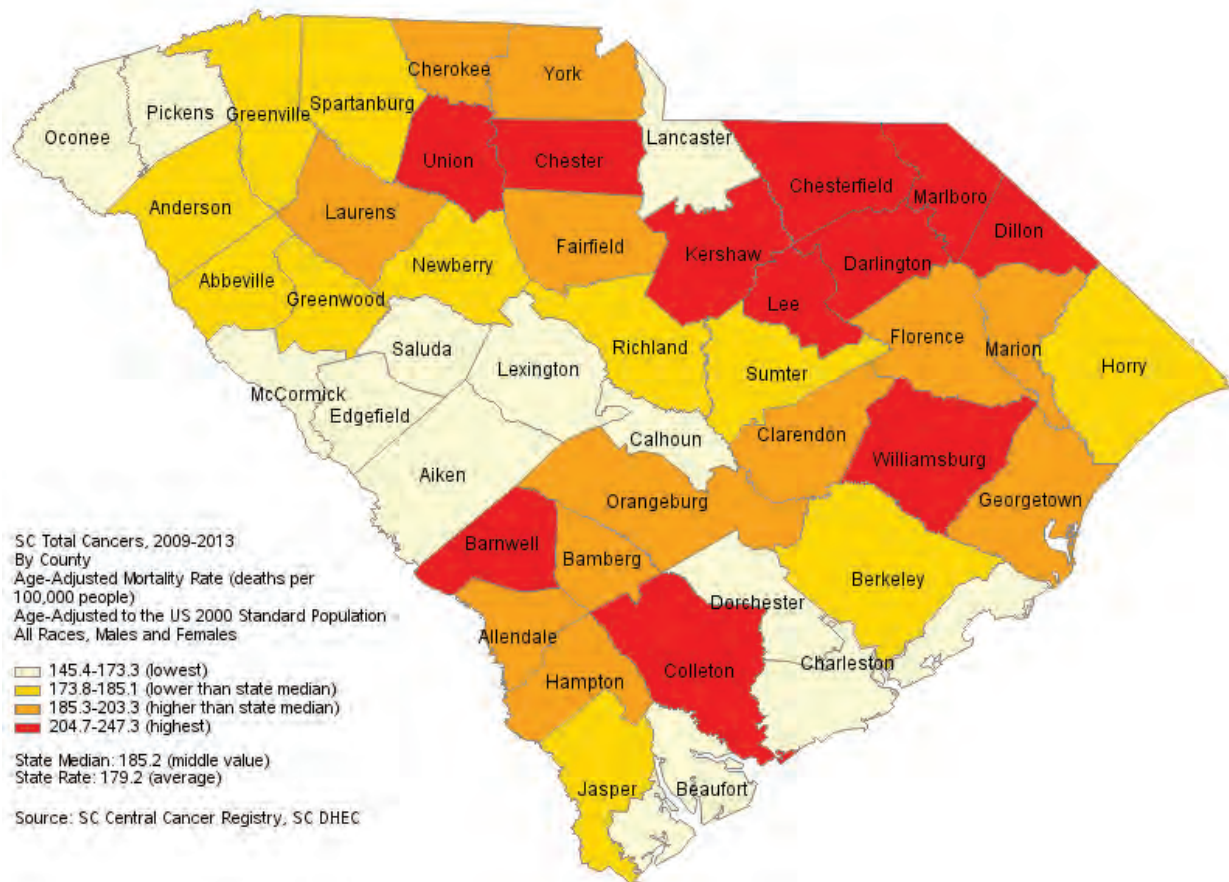 Cherokee
York
Spartanburg
Greenville
Pickens
Oconee
Lancaster
Union
Chester
Chesterfield
Marlboro
Anderson
Laurens
Dillon
Fairfield
Kershaw
Darlington
Newberry
Abbeville
Greenwood
Lee
Florence
Saluda
Richland
Marion
Lexington
Sumter
Horry
McCormick
Edgefield
Calhoun
Clarendon
Williamsburg
Aiken
Orangeburg
Georgetown
Barnwell
Bamberg
Berkeley
Dorchester
Allendale
Charleston
Colleton
Hampton
Jasper
Beaufort
SC Total Cancers, 2009-2013
By County
Age-Adjusted Mortality Rate (deaths per
100,000 people)
Age-Adjusted to the US 2000 Standard Population
All Races, Males and Females
145.4-173.3 (lowest)
173.8-185.1 (lower than state median)
185.3-203.3 (higher than state median)
204.7-247.3 (highest)
State Median: 185.2 (middle value)
State Rate: 179.2 (average)
Source: SC Central Cancer Registry, SC DHEC